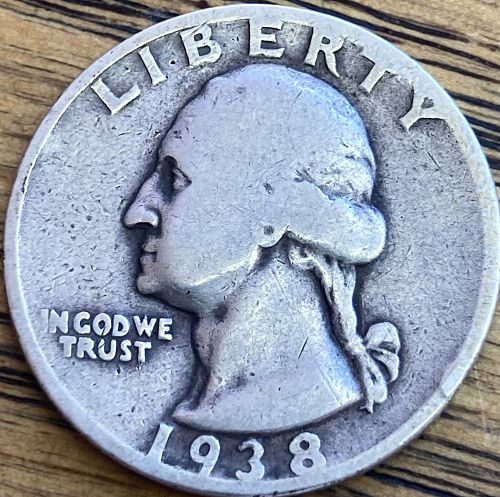 LIBERTY
IN GOD WE
TRUST
1938